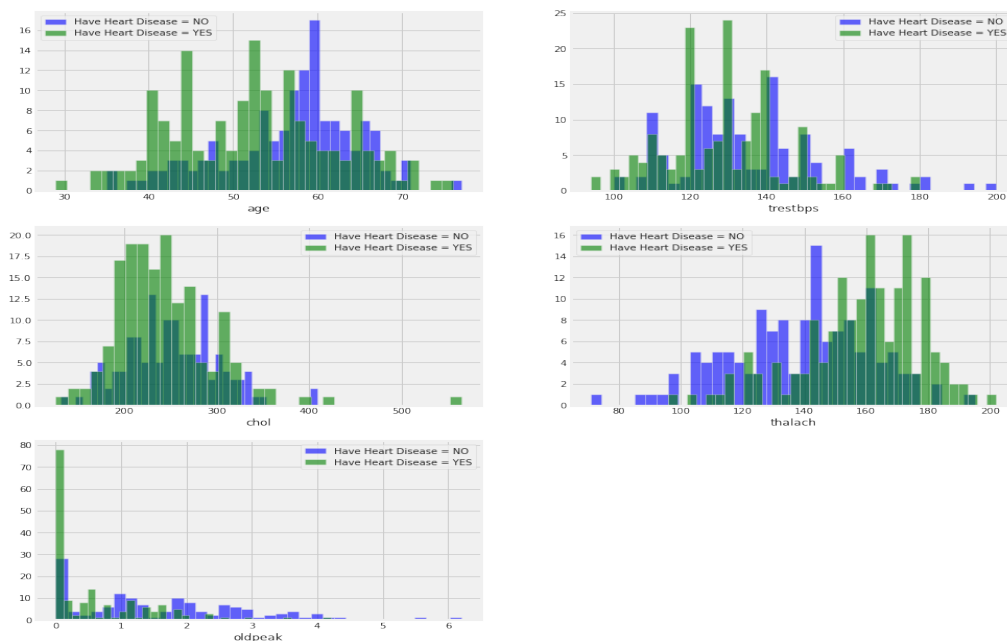 Have Heart Disease = NO
Have Heart Disease = YES
16
14
12
10
8
6
4
2
0
30 40 50 60 70
age
Have Heart Disease = NO
Have Heart Disease = YES
25
20
15
10
5
0
100 120 140 160 180 200
trestbps
Have Heart Disease = NO
Have Heart Disease = YES
20.0
17.5
15.0
12.5
10.0
7.5
5.0
2.5
0.0
200 300 400 500
chol
Have Heart Disease = NO
Have Heart Disease = YES
16
14
12
10
8
6
4
2
0
80 100 120 140 160 180 200
thalach
Have Heart Disease = NO
Have Heart Disease = YES
80
70
60
50
40
30
20
10
0
0 1 2 3 4 5 6
oldpeak